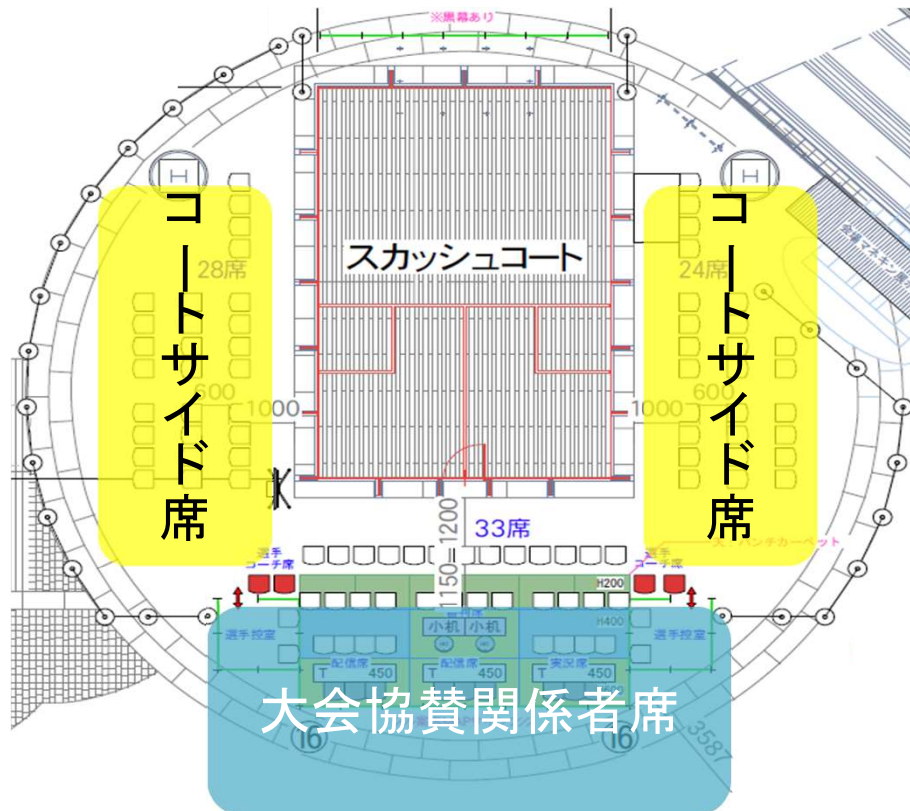 ※黒幕あり
H
H
コートサイド席
28席
600
1000
スカッシュコート
コートサイド席
24席
600
1000
1200
33席
1150
選手
コーチ席
選手
コーチ席
H200
H400
小机
小机
選手控室
選手控室
配信席
配信席
実況席
T 450
T 450
T 450
大会協賛関係者席
16
16
3587